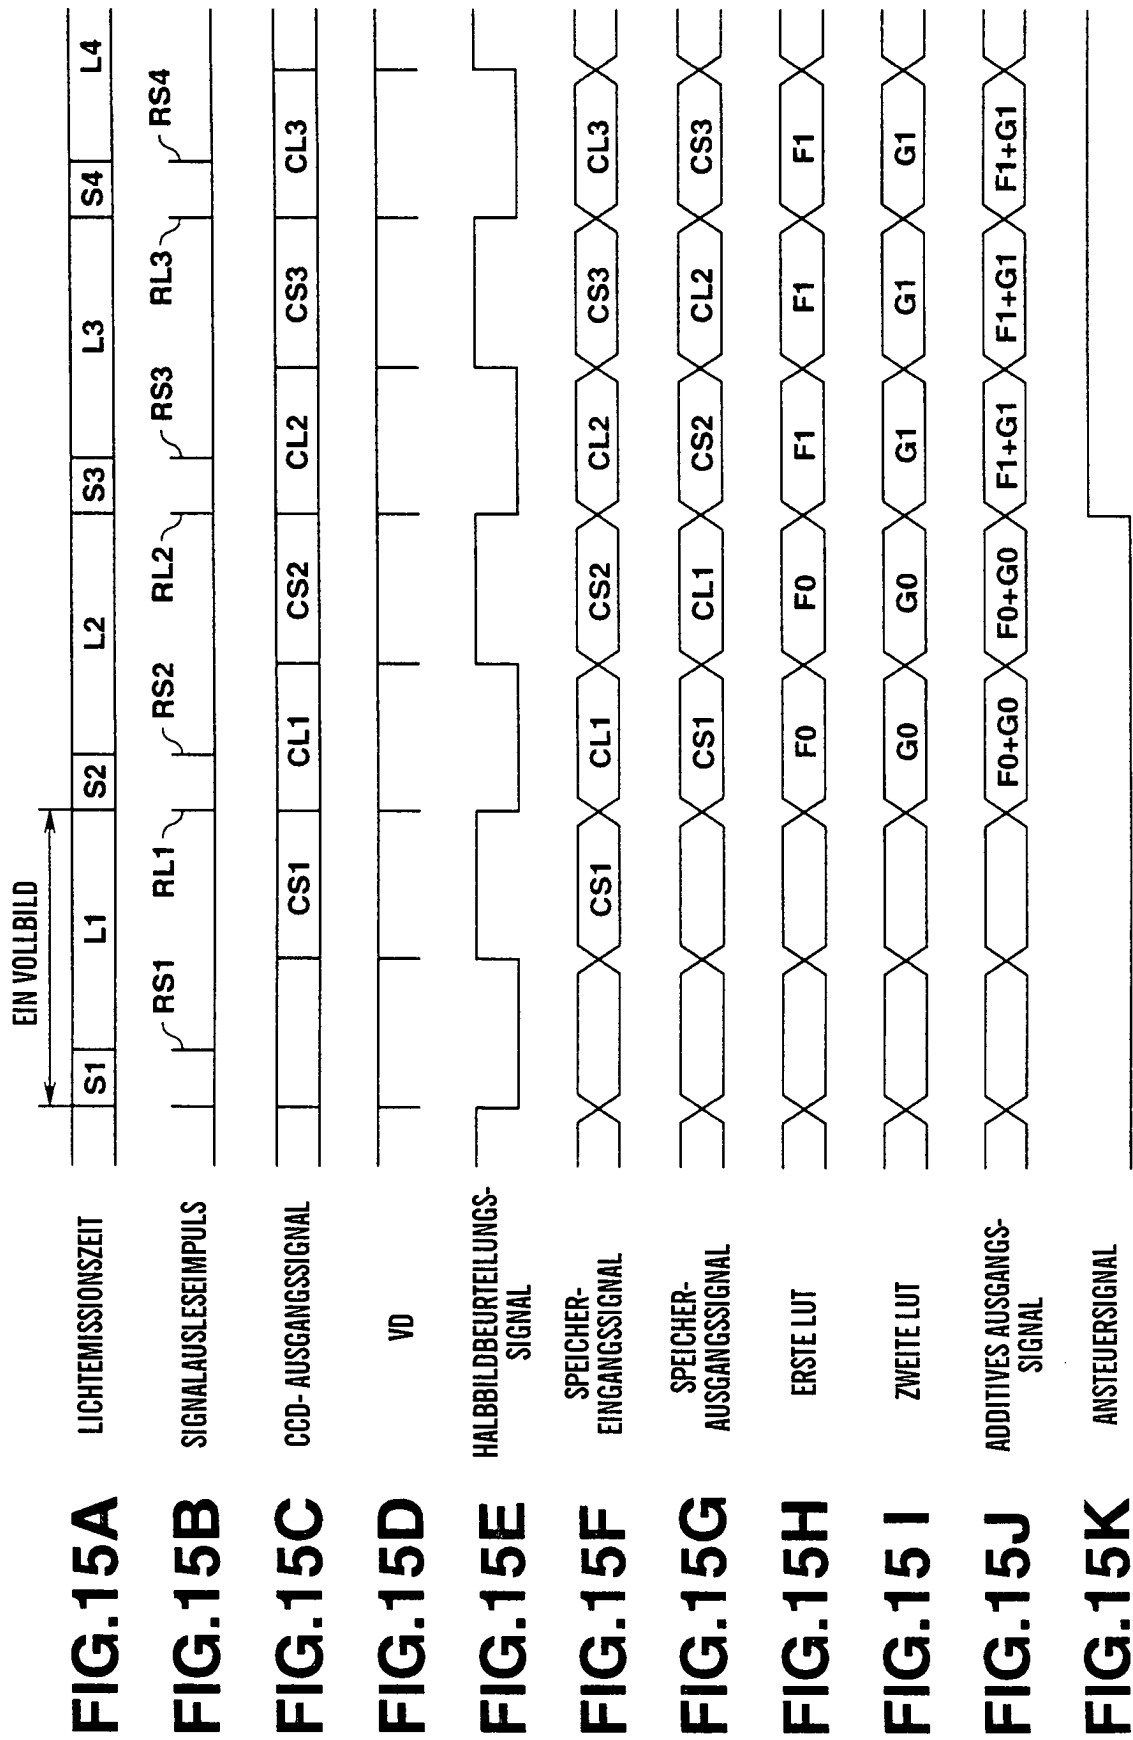 EIN VOLLBILD
FIG.15A LICHTEMISSIONSZEIT S1 L1 S2 L2 S3 L3 S4 L4
FIG.15B SIGNALAUSLESEIMPULS RS1 RL1 RS2 RL2 RS3 RL3 RS4
FIG.15C CCD-AUSGANGSSIGNAL CS1 CL1 CS2 CL2 CS3 CL3
FIG.15D VD
FIG.15E HALBBILDBEURTEILUNGS-
SIGNAL
FIG.15F SPEICHER-
EINGANGSSIGNAL CS1 CL1 CS2 CL2 CS3 CL3
FIG.15G SPEICHER-
AUSGANGSSIGNAL CS1 CL1 CS2 CL2 CS3
FIG.15H ERSTE LUT F0 F0 F1 F1 F1
FIG.15I ZWEITE LUT G0 G0 G1 G1 G1
FIG.15J ADDITIVES AUSGANGS-
SIGNAL F0+G0 F0+G0 F1+G1 F1+G1 F1+G1
FIG.15K ANSTEUERSIGNAL